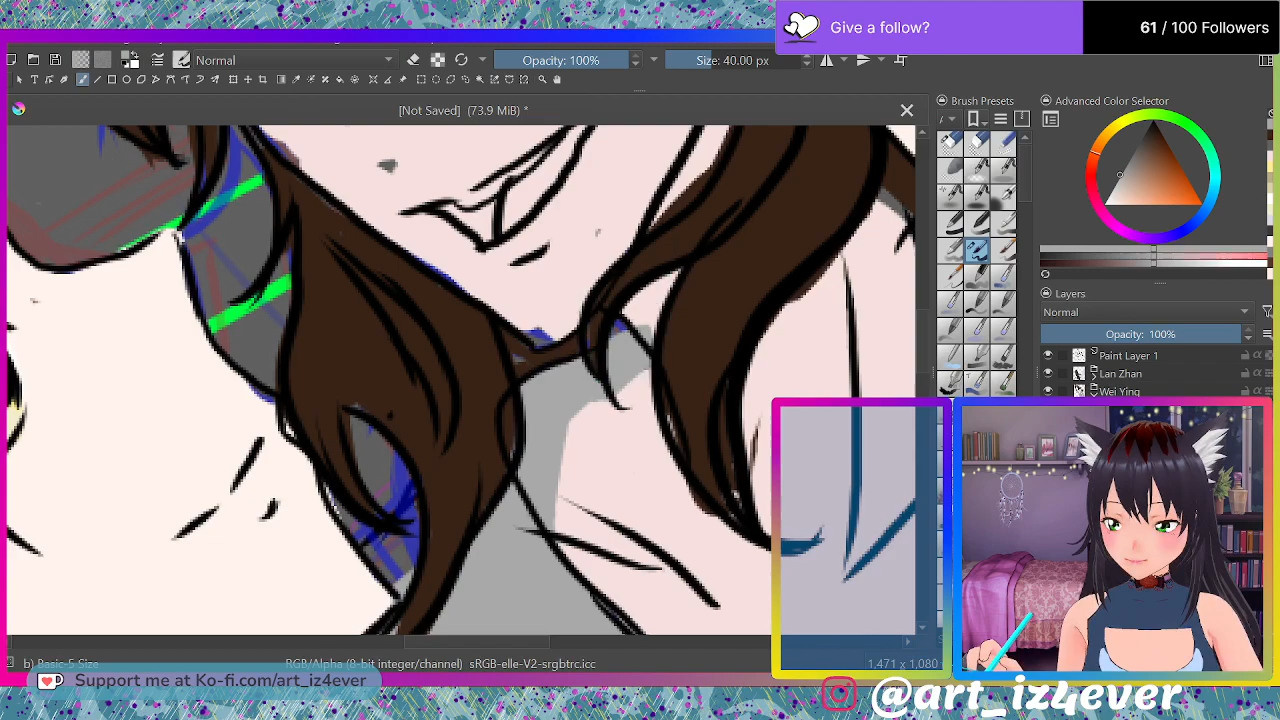 Give a follow?
61 / 100 Followers
Normal
Opacity: 100%
Size: 40.00 px
[Not Saved] (73.9 MiB) *
Brush Presets
Advanced Color Selector
Layers
Normal
Opacity: 100%
Paint Layer 1
Lan Zhan
Wei Ying
b) Basic-5 Size
RGB/Alpha (8-bit integer/channel) sRGB-elle-V2-srgbtrc.icc
1,471 x 1,080
Support me at Ko-fi.com/art_iz4ever
@art_iz4ever